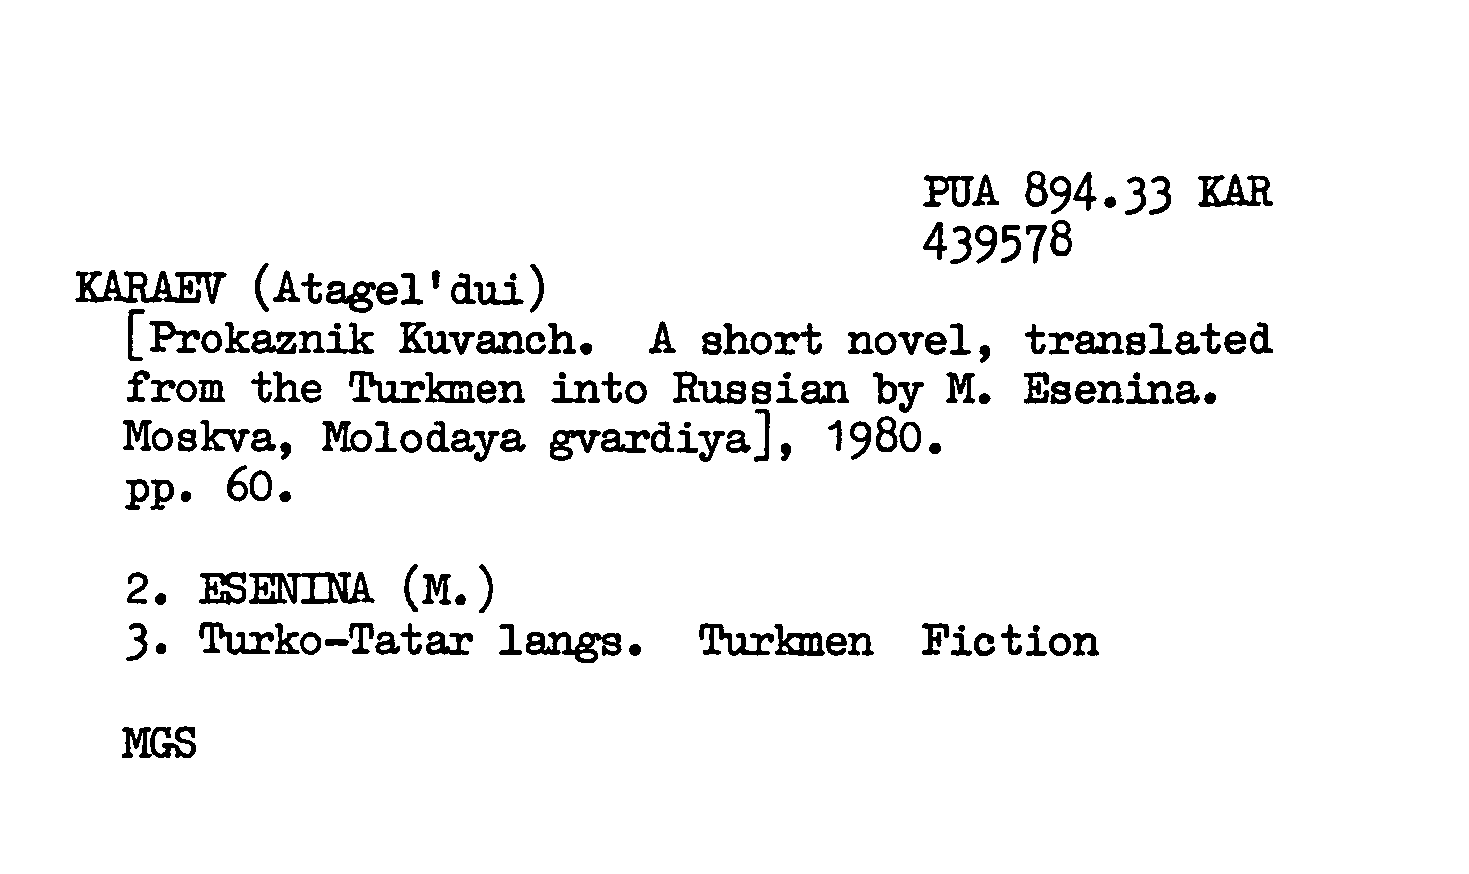 PUA 894.33 KAR
439578
KARAEV (Atagel'dui)
[Prokaznik Kuvanch. A short novel, translated
from the Turkmen into Russian by M. Esenina.
Moskva, Molodaya gvardiya], 1980.
pp. 60.
2. ESENINA (M.)
3. Turko-Tatar langs. Turkmen Fiction
MGS